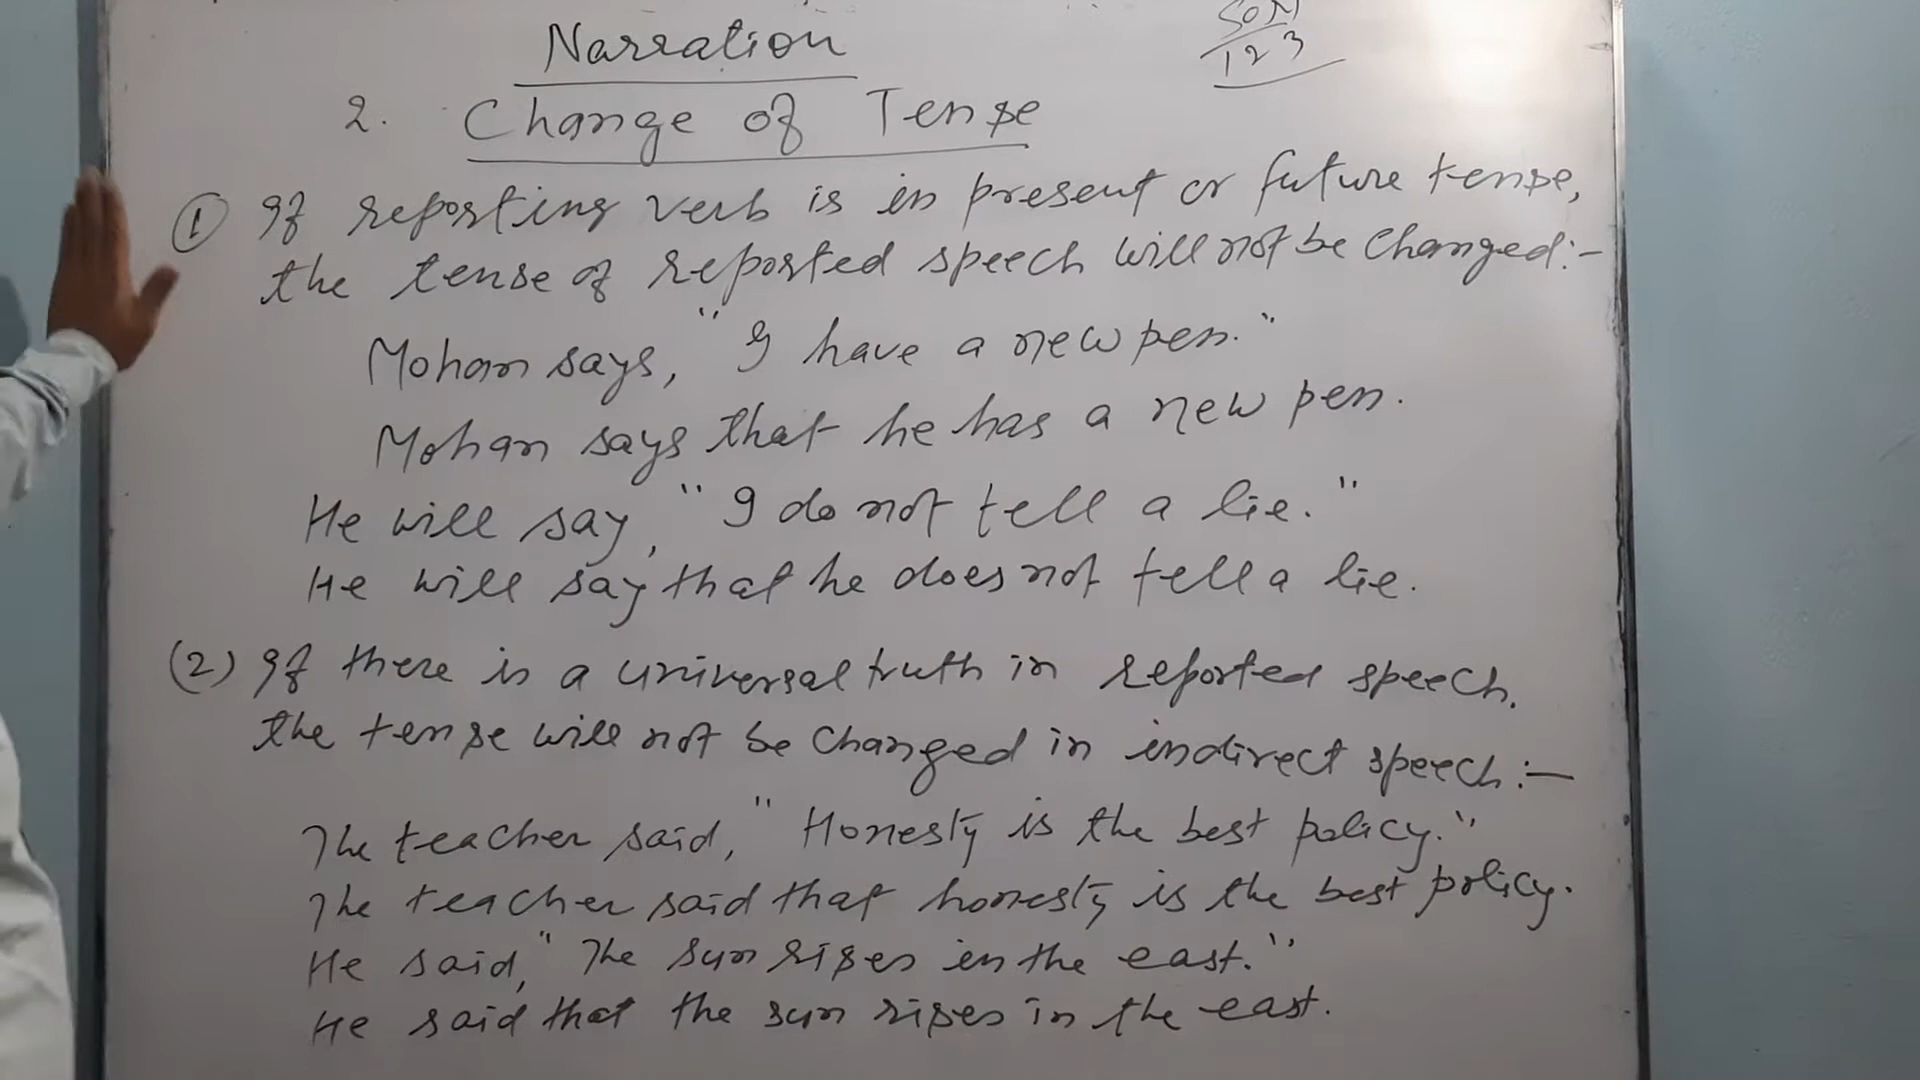 Narration
SON
123
2. Change of Tense
① If reporting verb is in present or future tense,
the tense of reported speech will not be changed:-
Mohan says, "I have a new pen."
Mohan says that he has a new pen.
He will say, "I do not tell a lie."
He will say that he does not tell a lie.
(2) If there is a universal truth in reported speech.
the tense will not be changed in indirect speech:-
The teacher said, "Honesty is the best policy."
The teacher said that honesty is the best policy.
He said, "The sun rises in the east."
He said that the sun rises in the east.